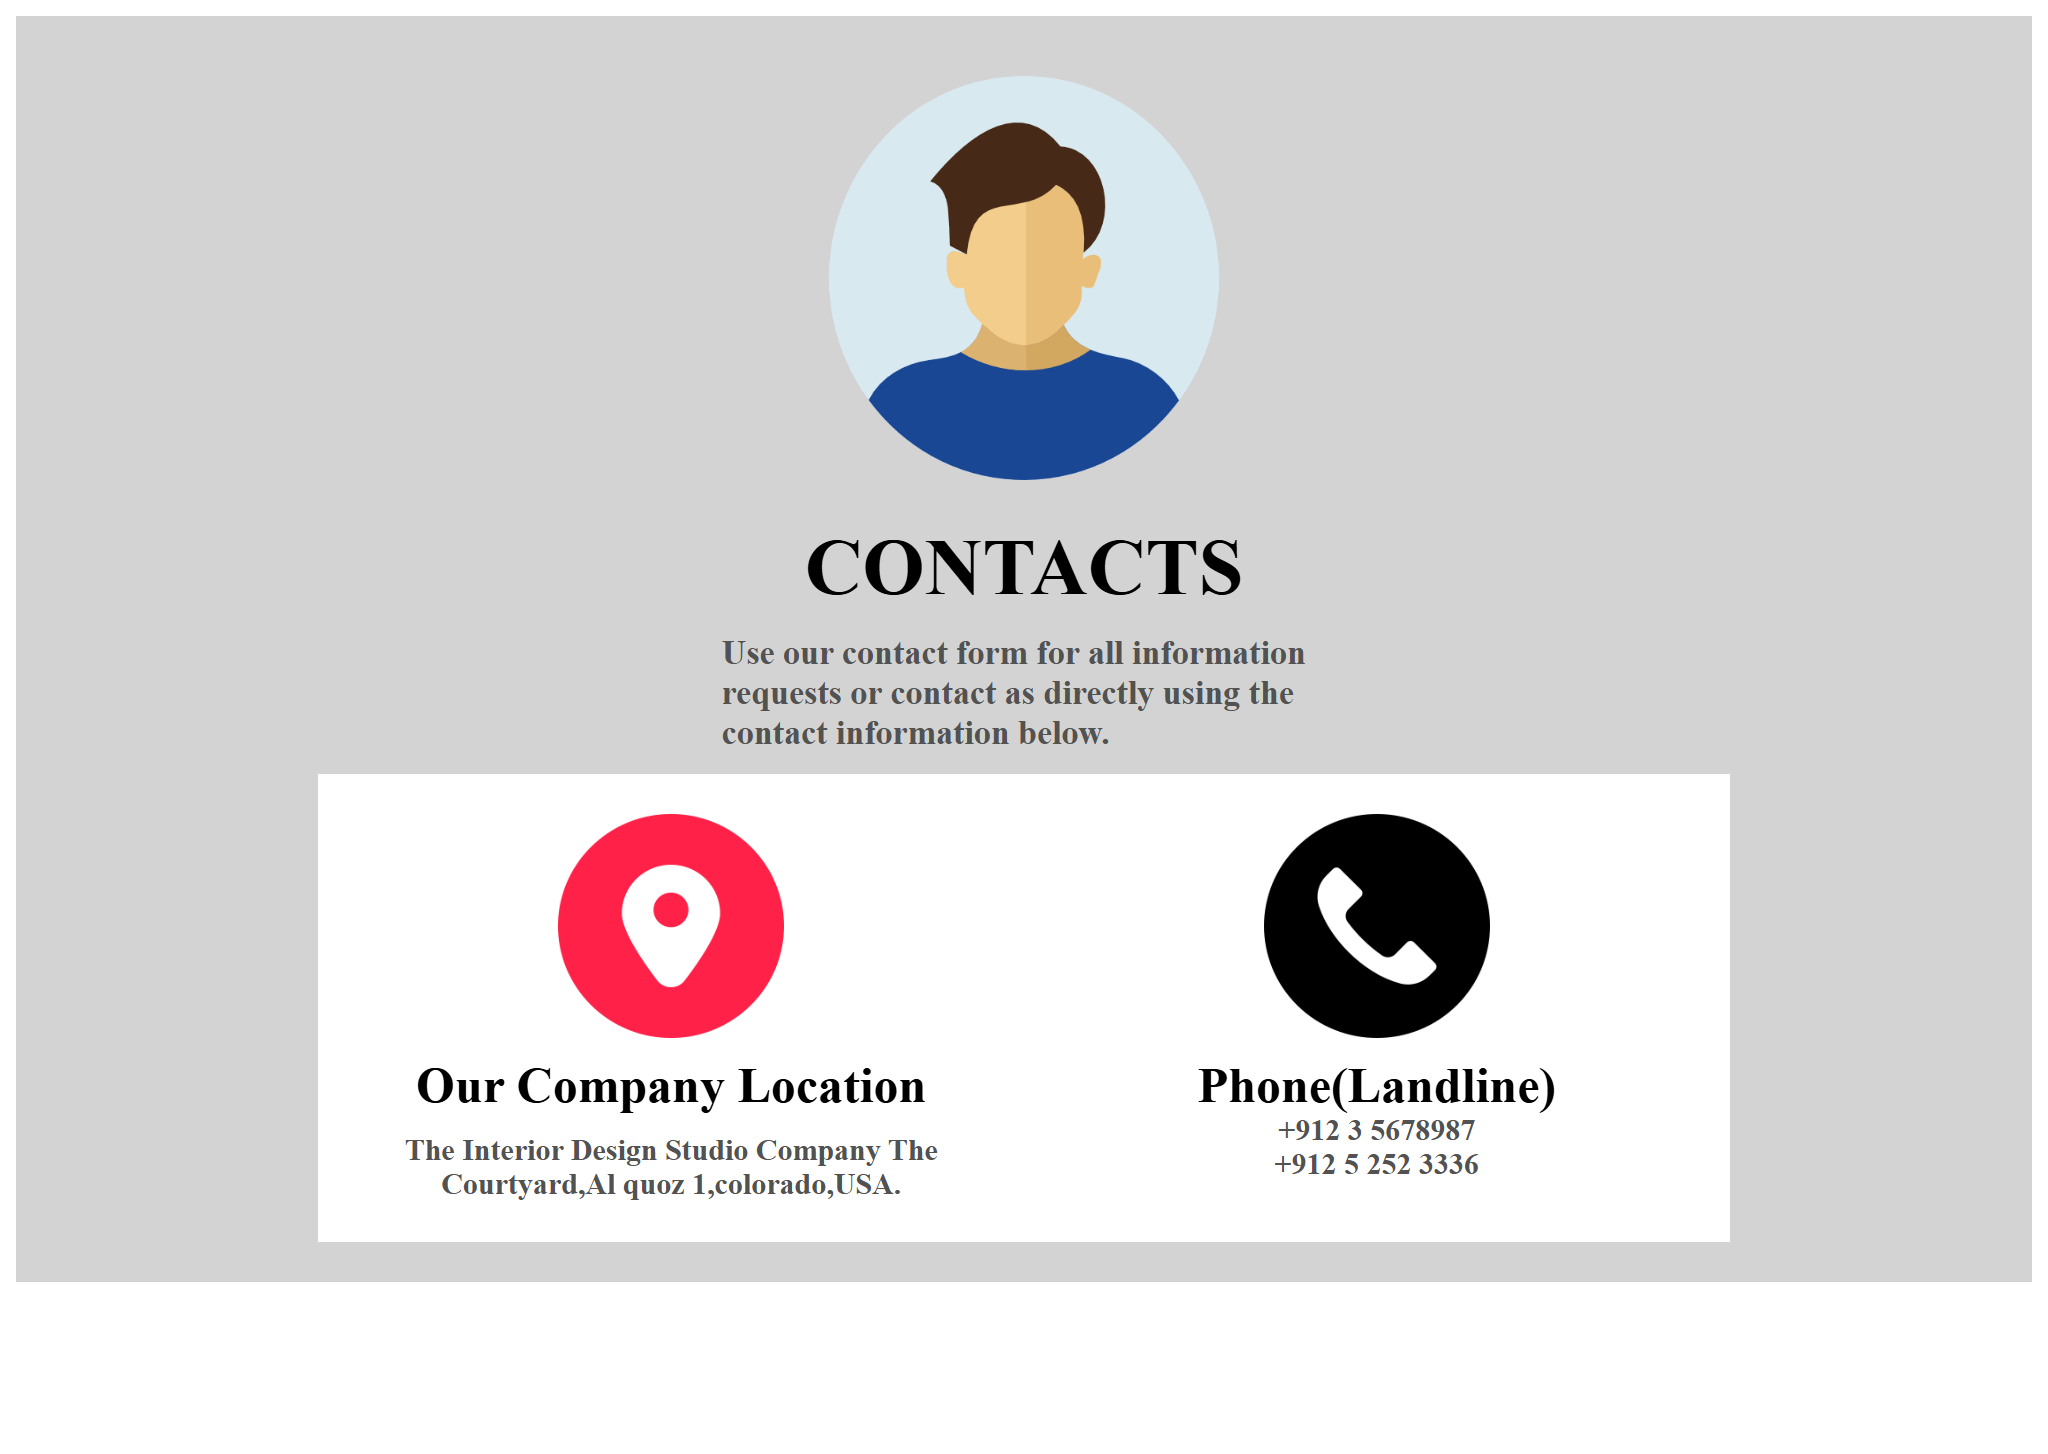 CONTACTS
Use our contact form for all information
requests or contact as directly using the
contact information below.
Our Company Location
The Interior Design Studio Company The
Courtyard,Al quoz 1,colorado,USA.
Phone(Landline)
+912 3 5678987
+912 5 252 3336